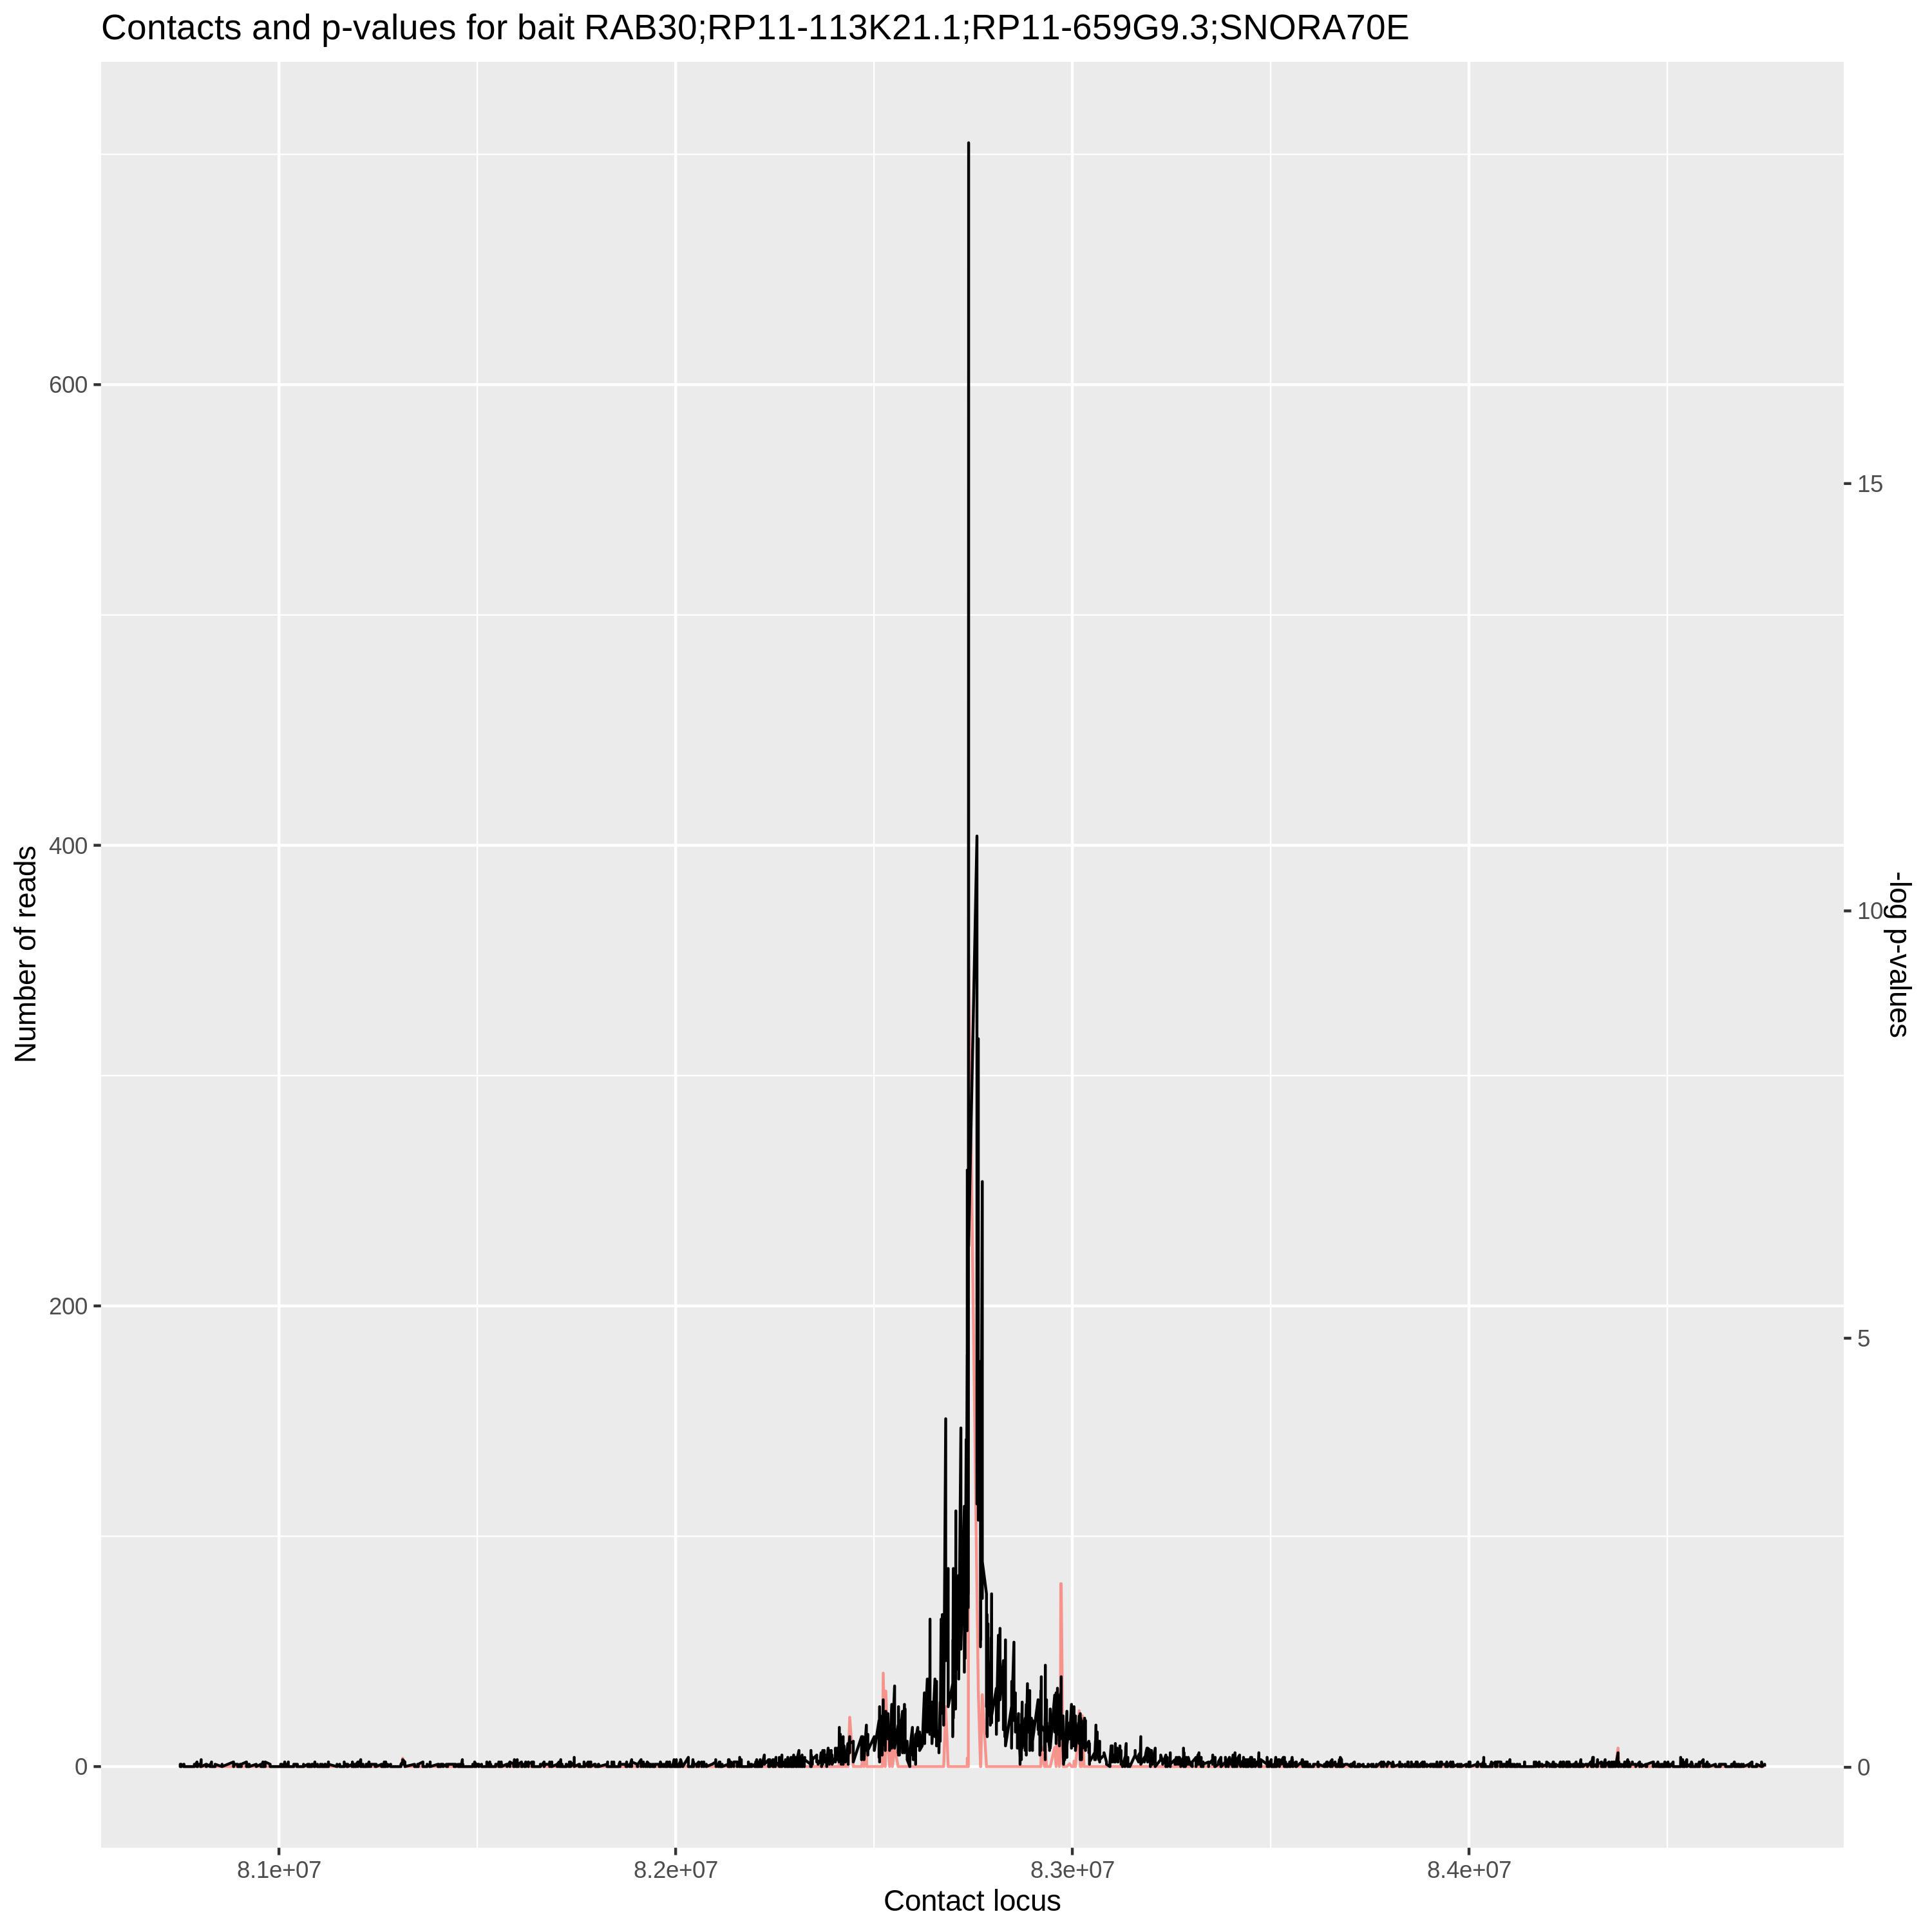 Contacts and p-values for bait RAB30;RP11-113K21.1;RP11-659G9.3;SNORA70E
600
400
200
0
Number of reads
15
10
5
0
-log p-values
8.1e+07 8.2e+07 8.3e+07 8.4e+07
Contact locus